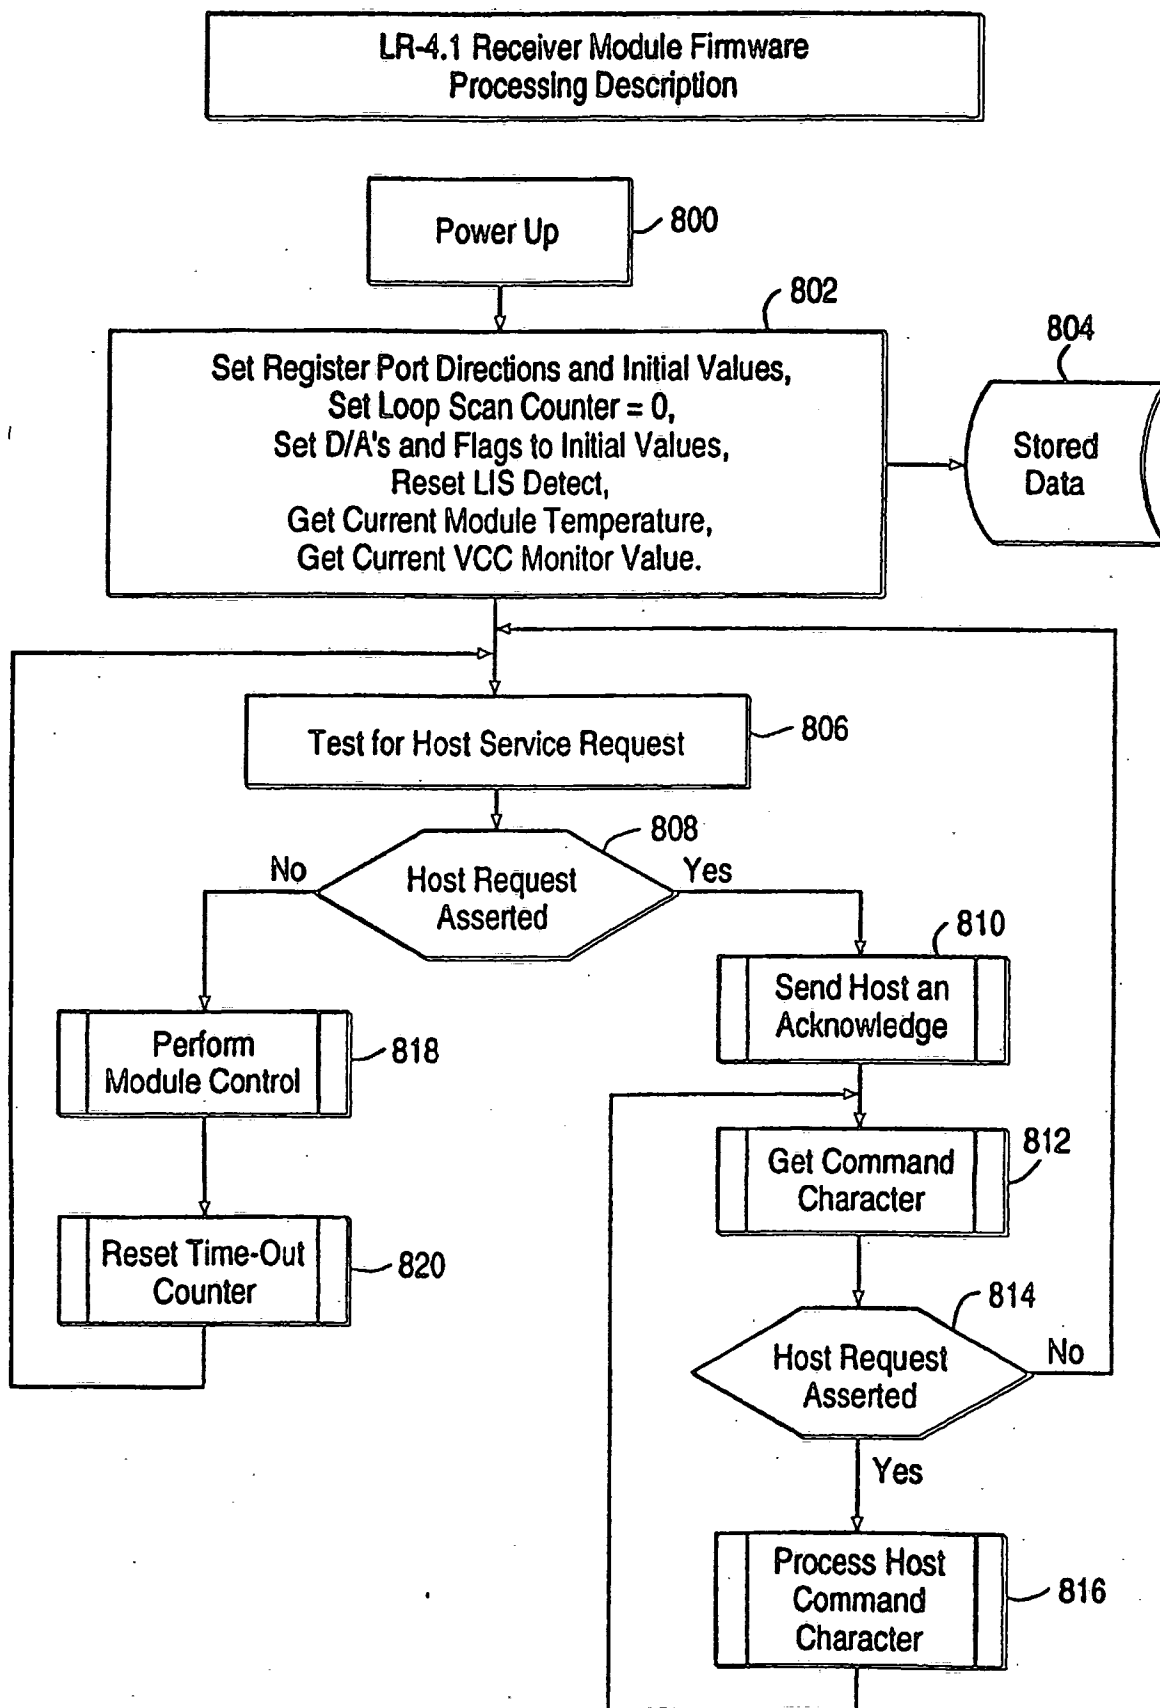 LR-4.1 Receiver Module Firmware
Processing Description
Power Up
800
802
Set Register Port Directions and Initial Values,
Set Loop Scan Counter = 0,
Set D/A's and Flags to Initial Values,
Reset LIS Detect,
Get Current Module Temperature,
Get Current VCC Monitor Value.
804
Stored
Data
Test for Host Service Request
806
808
Host Request
Asserted
No
Yes
810
Send Host an
Acknowledge
Perform
Module Control
818
812
Get Command
Character
Reset Time-Out
Counter
820
814
Host Request
Asserted
No
Yes
Process Host
Command
Character
816